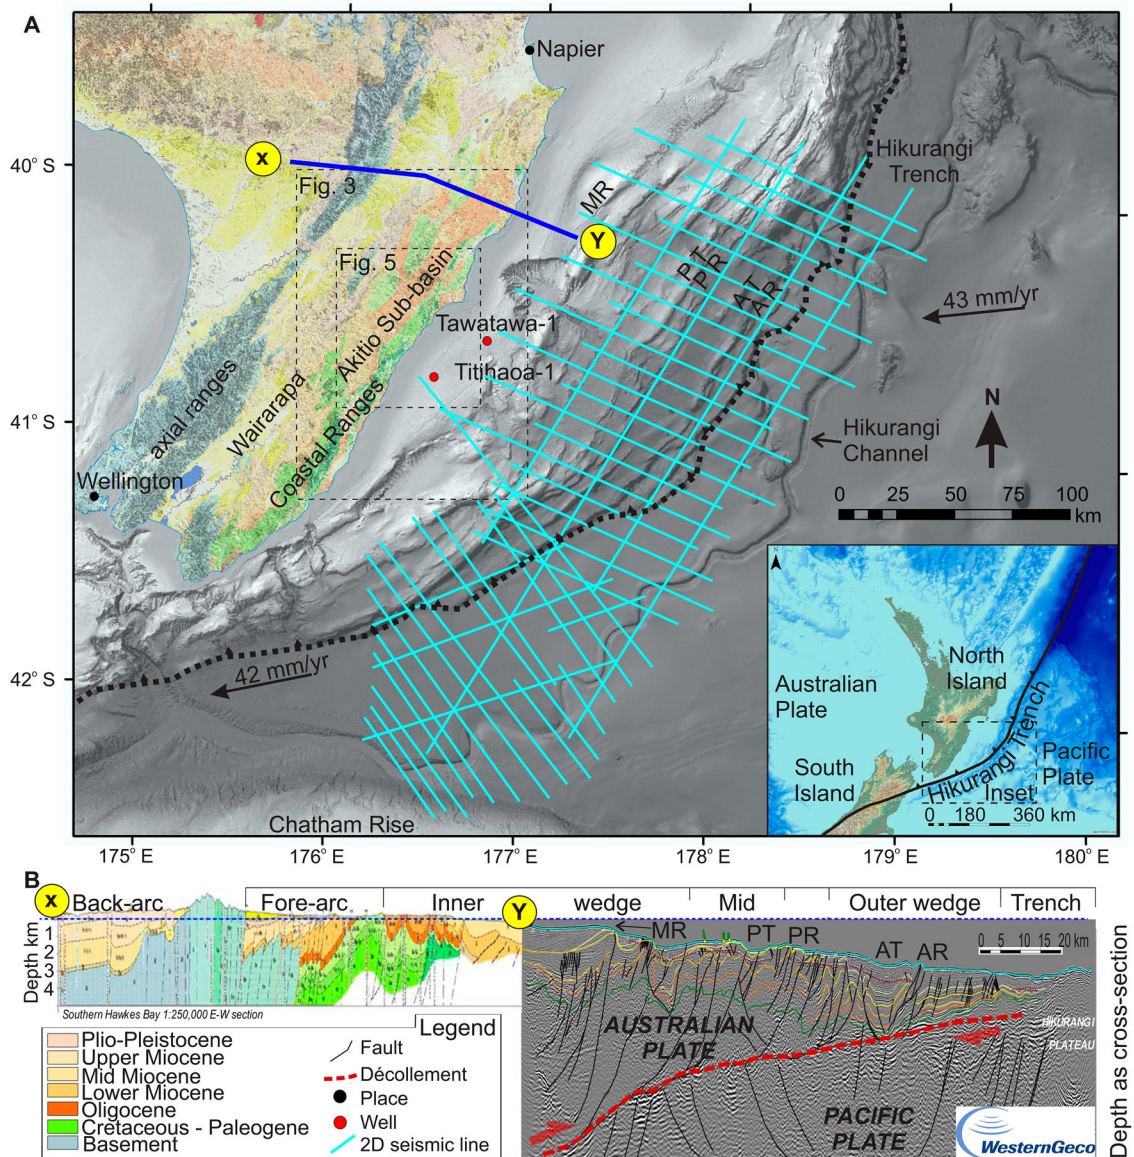 A
Napier
40° S
X
Fig. 3
MR
Y
Hikurangi
Trench
Fig. 5
PT
PR
AT
AR
43 mm/yr
Akitio Sub-basin
Tawatawa-1
Titihaoa-1
axial ranges
Wairarapa
Coastal Ranges
41° S
N
Hikurangi
Channel
Wellington
0 25 50 75 100
km
42 mm/yr
42° S
North
Island
Australian
Plate
Hikurangi Trench
Pacific
Plate
South
Island
Inset
0 180 360 km
Chatham Rise
175° E 176° E 177° E 178° E 179° E 180° E
B
X
Back-arc Fore-arc Inner wedge Mid Outer wedge Trench
Y
MR PT PR AT AR
0 5 10 15 20 km
Depth km
1
2
3
4
Southern Hawkes Bay 1:250,000 E-W section
AUSTRALIAN
PLATE
HIKURANGI
PLATEAU
PACIFIC
PLATE
Legend
Plio-Pleistocene
Upper Miocene
Mid Miocene
Lower Miocene
Oligocene
Cretaceous - Paleogene
Basement
Fault
Décollement
Place
Well
2D seismic line
WesternGeco
Depth as cross-section